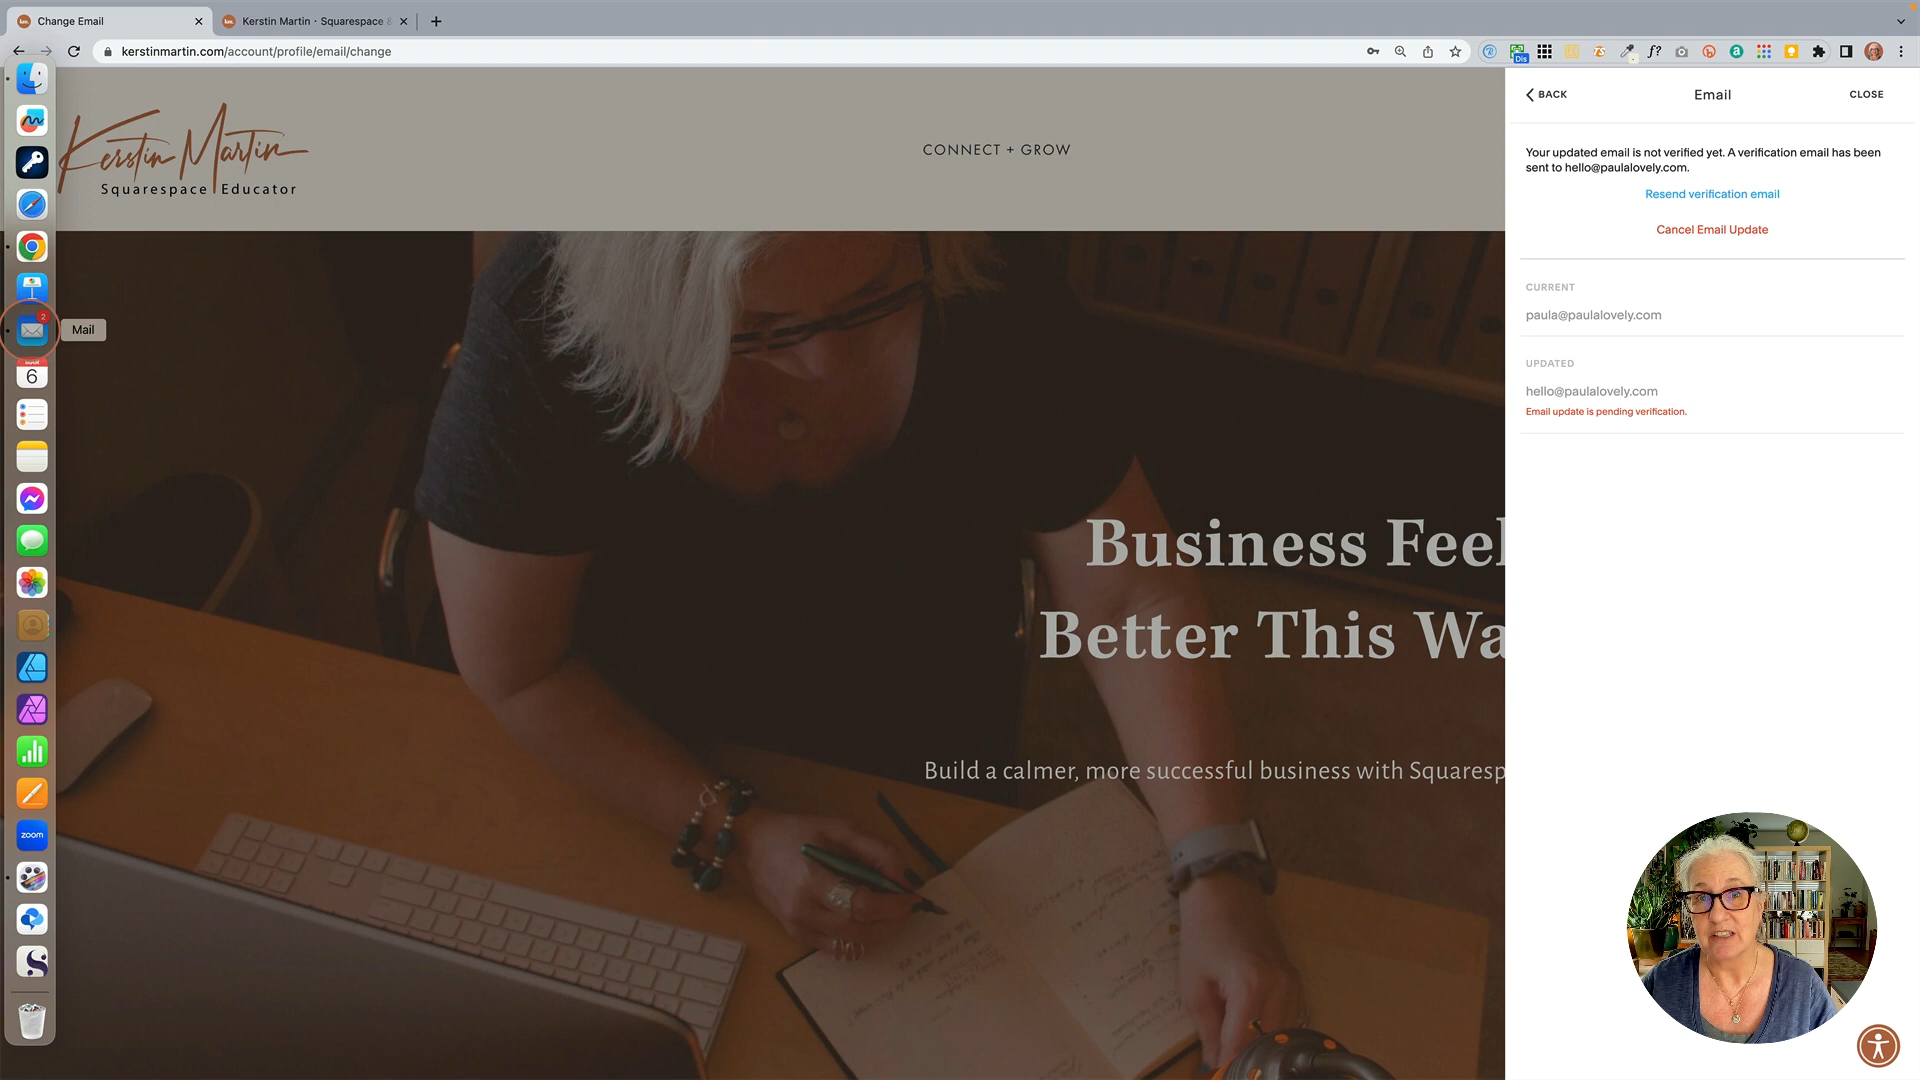 Change Email
Kerstin Martin · Squarespace
kerstinmartin.com/account/profile/email/change
Dis
f?
Kerstin Martin
Squarespace Educator
CONNECT + GROW
BACK
Email
CLOSE
Your updated email is not verified yet. A verification email has been
sent to hello@paulalovely.com.
Resend verification email
Cancel Email Update
CURRENT
paula@paulalovely.com
UPDATED
hello@paulalovely.com
Email update is pending verification.
2
Mail
6
Business Feel
Better This Wa
Build a calmer, more successful business with Squaresp
zoom